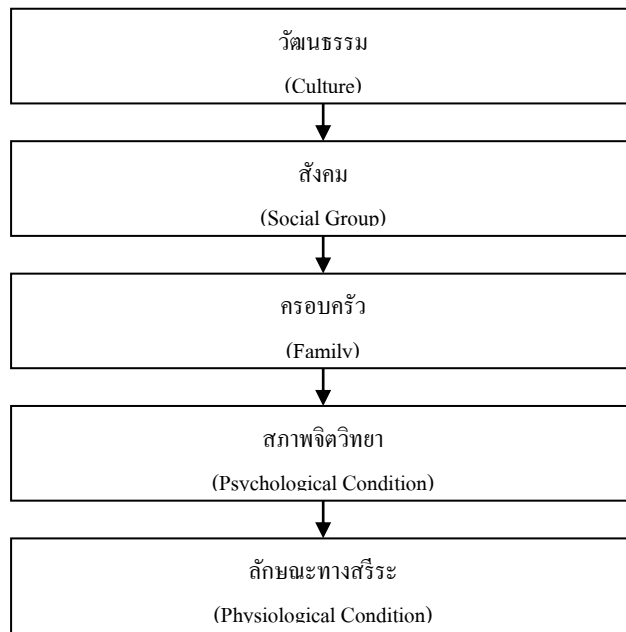 วัฒนธรรม
(Culture)
สังคม
(Social Group)
ครอบครัว
(Family)
สภาพจิตวิทยา
(Psychological Condition)
ลักษณะทางสรีระ
(Physiological Condition)